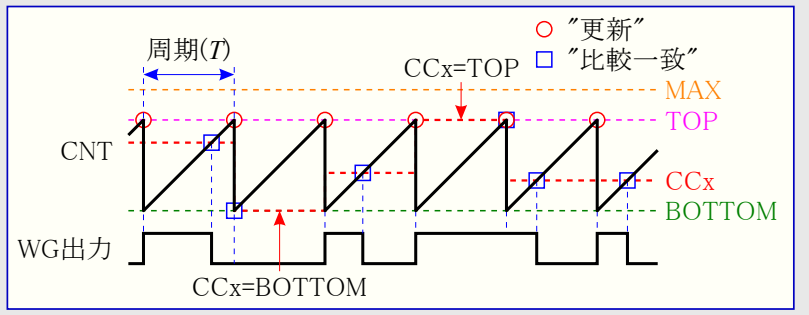 "更新"
"比較一致"
周期(T)
CCx=TOP
MAX
TOP
CNT
CCx
BOTTOM
WG出力
CCx=BOTTOM